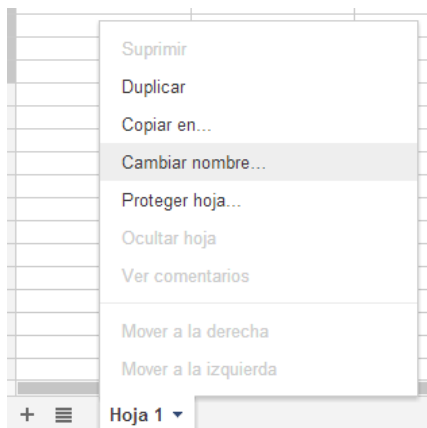 Suprimir
Duplicar
Copiar en...
Cambiar nombre...
Proteger hoja...
Ocultar hoja
Ver comentarios
Mover a la derecha
Mover a la izquierda
Hoja 1